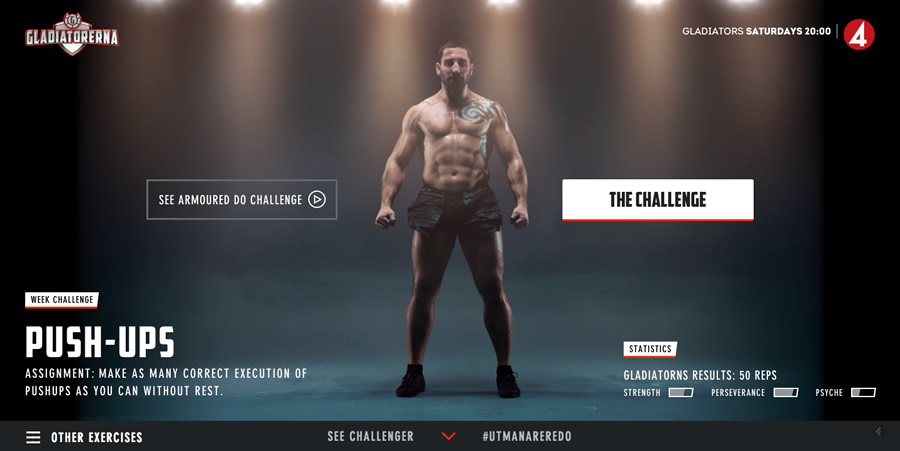 GLADIATORERNA
GLADIATORS SATURDAYS 20:00
4
SEE ARMOURED DO CHALLENGE
THE CHALLENGE
WEEK CHALLENGE
PUSH-UPS
ASSIGNMENT: MAKE AS MANY CORRECT EXECUTION OF
PUSHUPS AS YOU CAN WITHOUT REST.
STATISTICS
GLADIATORNS RESULTS: 50 REPS
STRENGTH PERSEVERANCE PSYCHE
OTHER EXERCISES
SEE CHALLENGER
#UTMANAREREDO